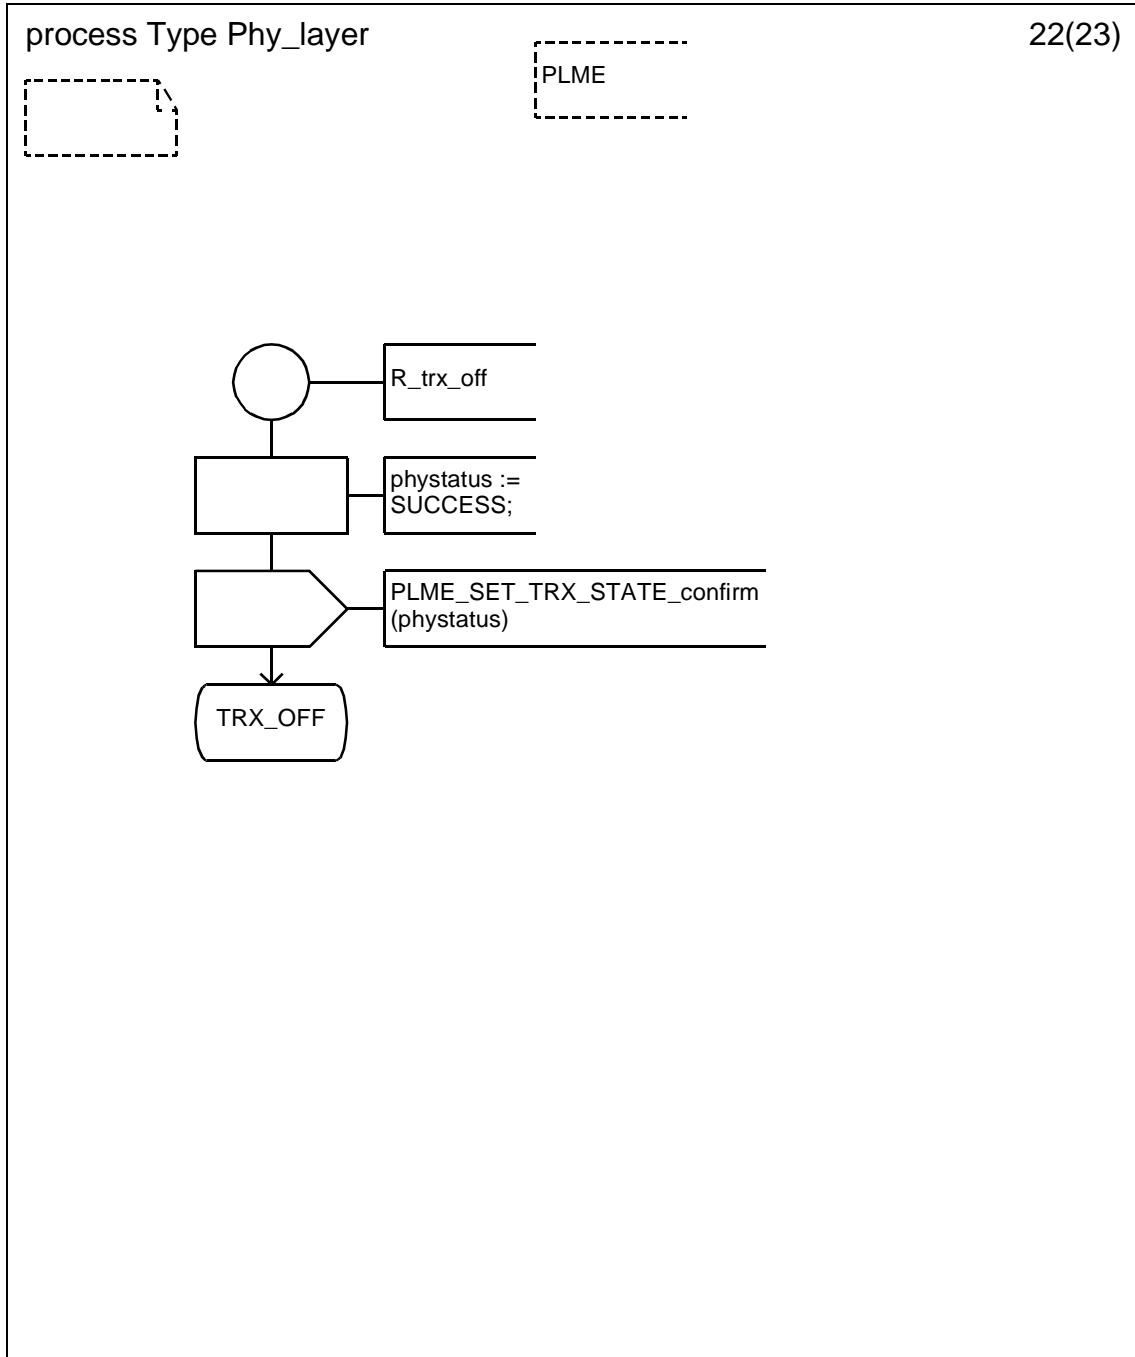 process Type Phy_layer
22(23)
PLME
R_trx_off
phystatus :=
SUCCESS;
PLME_SET_TRX_STATE_confirm
(phystatus)
TRX_OFF